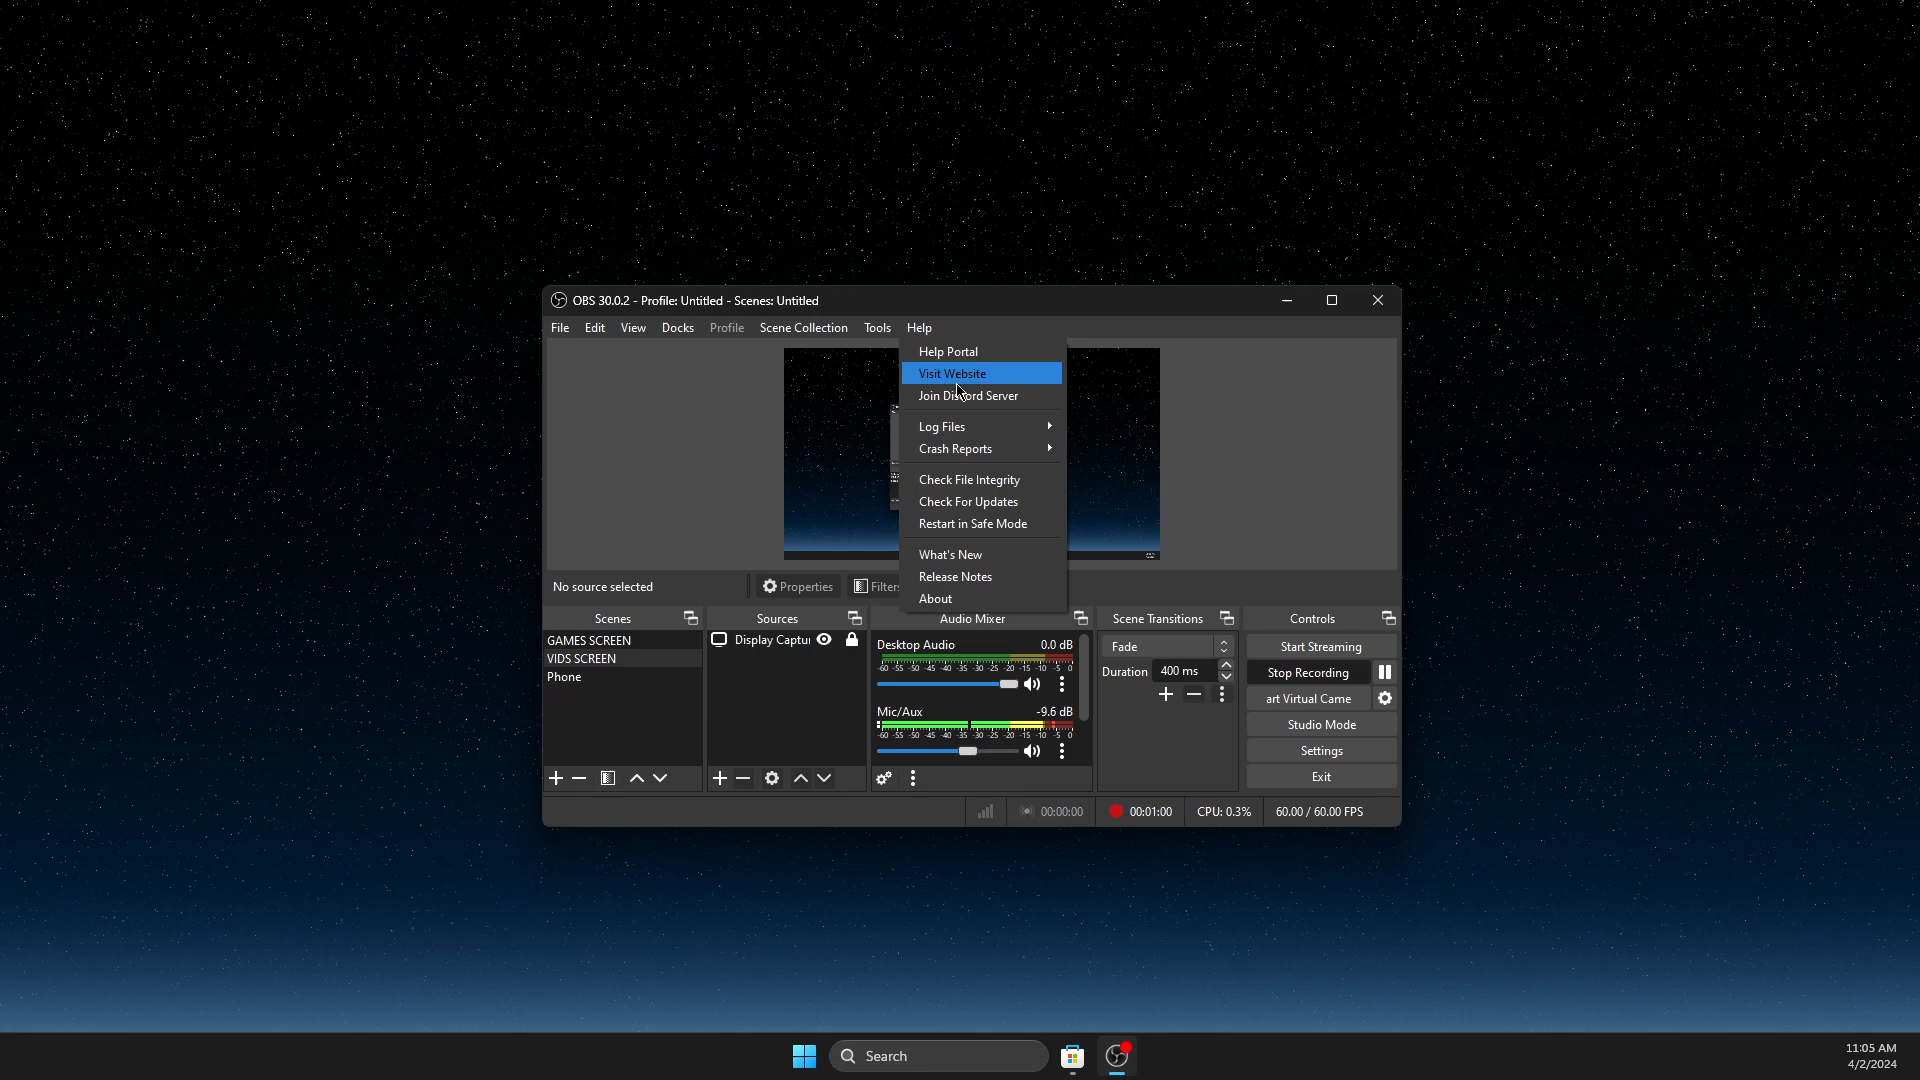 OBS 30.0.2 - Profile: Untitled - Scenes: Untitled
File Edit View Docks Profile Scene Collection Tools Help
Help Portal
Visit Website
Join Discord Server
Log Files
Crash Reports
Check File Integrity
Check For Updates
Restart in Safe Mode
What's New
Release Notes
About
No source selected Properties Filters
Scenes Sources Audio Mixer Scene Transitions Controls
GAMES SCREEN
VIDS SCREEN
Phone
Display Captu
Desktop Audio 0.0 dB
-60 -55 -50 -45 -40 -35 -30 -25 -20 -15 -10 -5 0
Mic/Aux -9.6 dB
-60 -55 -50 -45 -40 -35 -30 -25 -20 -15 -10 -5 0
Fade
Duration 400 ms
Start Streaming
Stop Recording
art Virtual Came
Studio Mode
Settings
Exit
00:00:00 00:01:00 CPU: 0.3% 60.00 / 60.00 FPS
Search
11:05 AM
4/2/2024